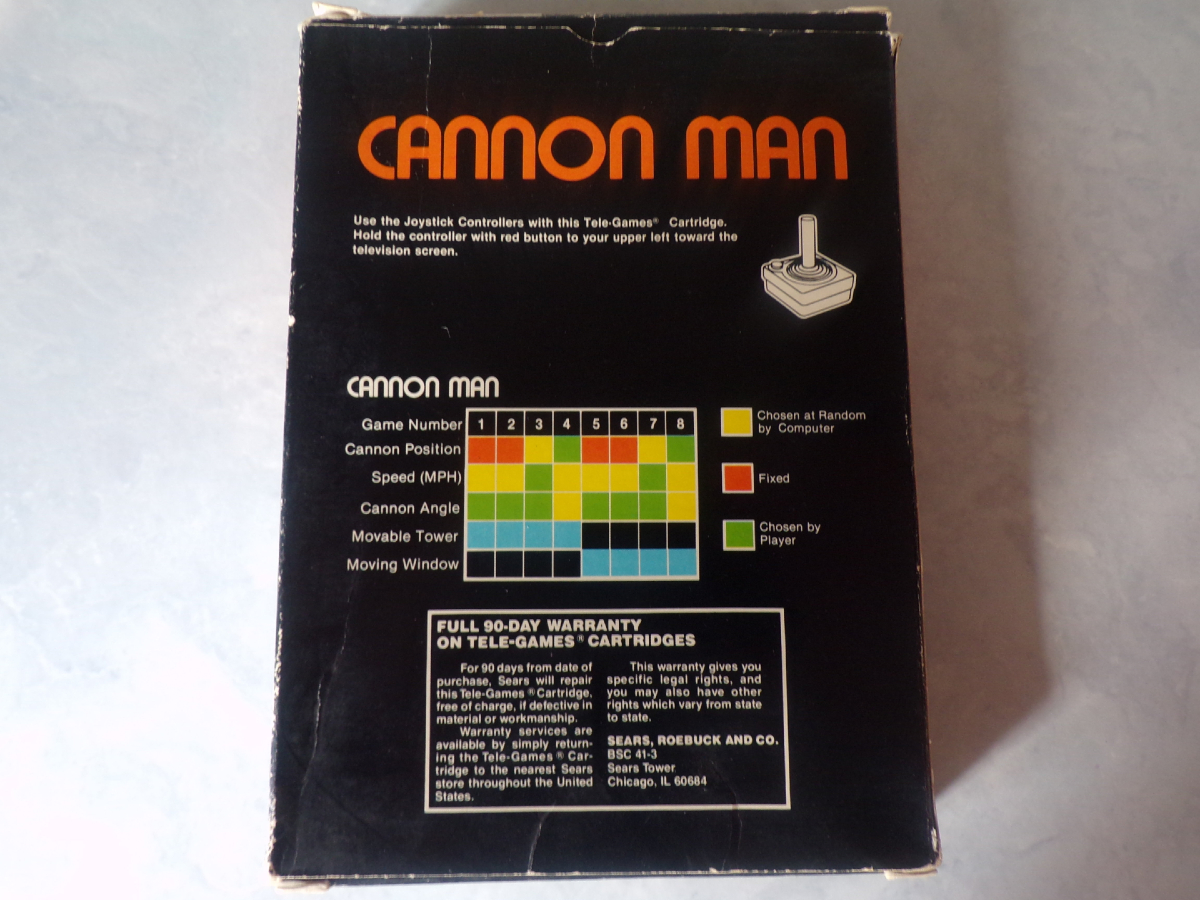 CANNON MAN
Use the Joystick Controllers with this Tele-Games® Cartridge.
Hold the controller with red button to your upper left toward the
television screen.
CANNON MAN
Game Number 1 2 3 4 5 6 7 8
Cannon Position
Speed (MPH)
Cannon Angle
Movable Tower
Moving Window
Chosen at Random
by Computer
Fixed
Chosen by
Player
FULL 90-DAY WARRANTY
ON TELE-GAMES® CARTRIDGES
For 90 days from date of
purchase, Sears will repair
this Tele-Games® Cartridge,
free of charge, if defective in
material or workmanship.
Warranty services are
available by simply return-
ing the Tele-Games® Car-
tridge to the nearest Sears
store throughout the United
States.
This warranty gives you
specific legal rights, and
you may also have other
rights which vary from state
to state.
SEARS, ROEBUCK AND CO.
BSC 41-3
Sears Tower
Chicago, IL 60684